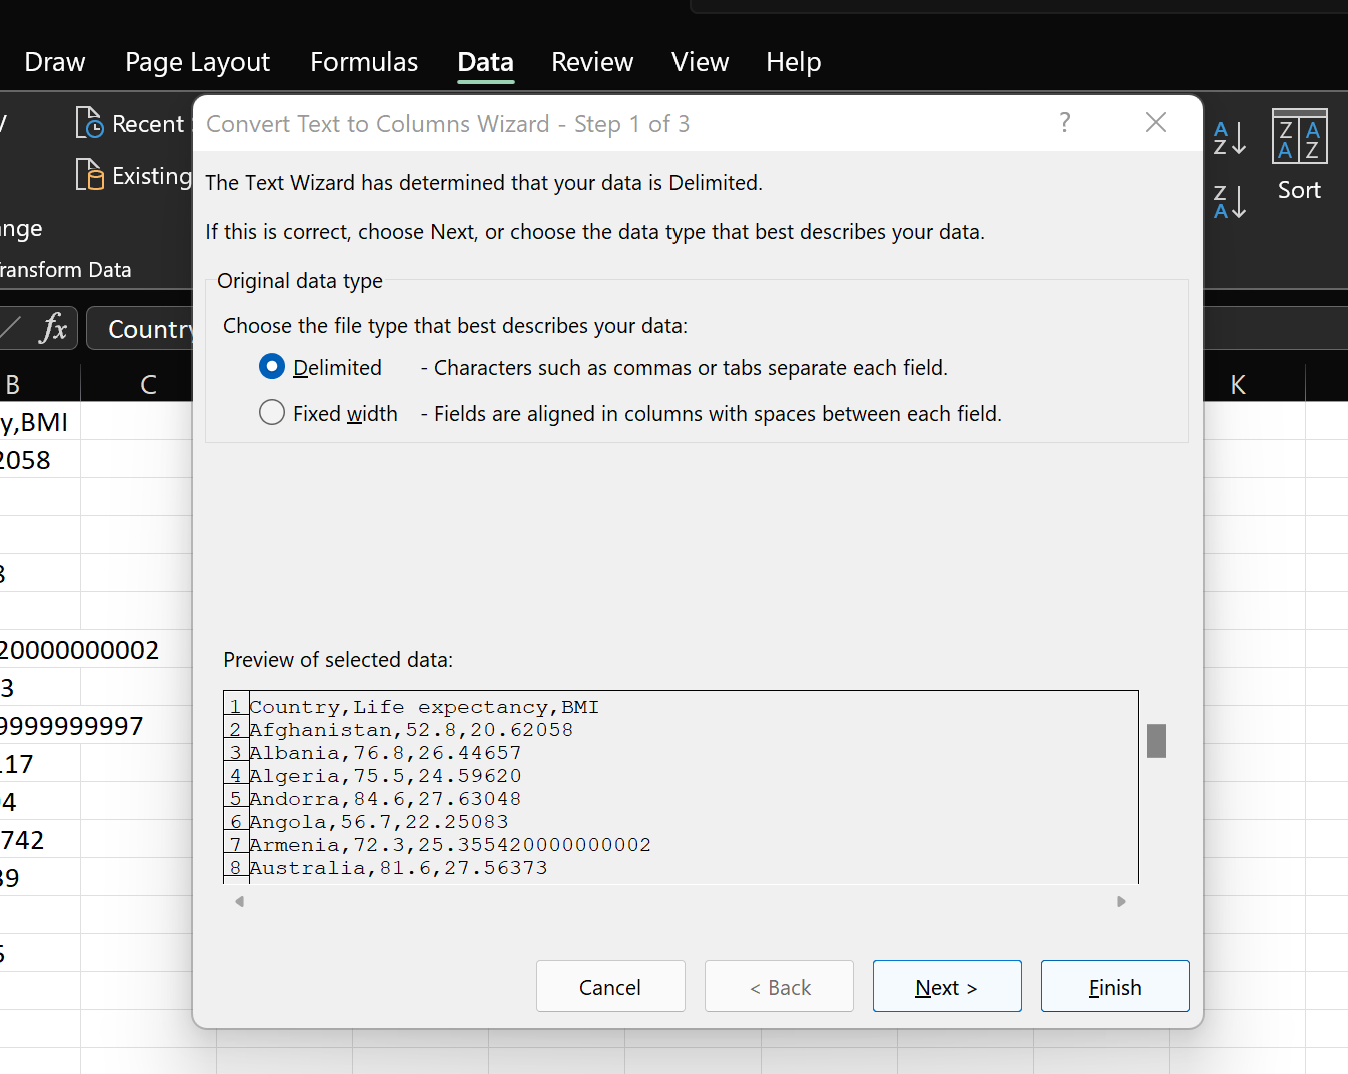 Draw Page Layout Formulas Data Review View Help
Recent
Existing
nge
ransform Data
Sort
fx Country
B C K
y,BMI
2058
3
20000000002
3
9999999997
117
4
742
39
5
Convert Text to Columns Wizard - Step 1 of 3 ?
The Text Wizard has determined that your data is Delimited.
If this is correct, choose Next, or choose the data type that best describes your data.
Original data type
Choose the file type that best describes your data:
Delimited - Characters such as commas or tabs separate each field.
Fixed width - Fields are aligned in columns with spaces between each field.
Preview of selected data:
1 Country,Life expectancy,BMI
2 Afghanistan,52.8,20.62058
3 Albania,76.8,26.44657
4 Algeria,75.5,24.59620
5 Andorra,84.6,27.63048
6 Angola,56.7,22.25083
7 Armenia,72.3,25.355420000000002
8 Australia,81.6,27.56373
Cancel < Back Next > Finish